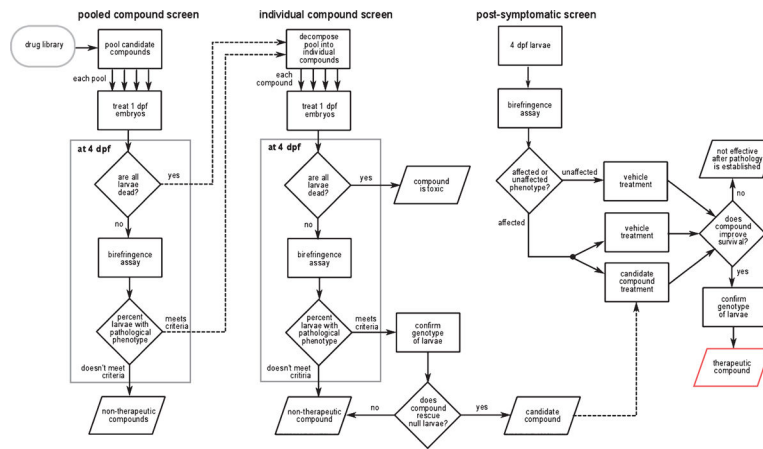 pooled compound screen
drug library
pool candidate
compounds
each pool
treat 1 dpf
embryos
at 4 dpf
are all
larvae
dead?
yes
no
birefringence
assay
percent
larvae with
pathological
phenotype
meets
criteria
doesn't meet
criteria
non-therapeutic
compounds
individual compound screen
decompose
pool into
individual
compounds
each
compound
treat 1 dpf
embryos
at 4 dpf
are all
larvae
dead?
yes
compound
is toxic
no
birefringence
assay
percent
larvae with
pathological
phenotype
meets
criteria
doesn't meet
critiria
confirm
genotype
of larvae
does
compound
rescue
null larvae?
no
non-therapeutic
compound
yes
candidate
compound
post-symptomatic screen
4 dpf larvae
birefringence
assay
affected or
unaffected
phenotype?
unaffected
affected
vehicle
treatment
vehicle
treatment
candidate
compound
treatment
does
compound
improve
survival?
no
not effective
after pathology
is established
yes
confirm
genotype
of larvae
therapeutic
compound